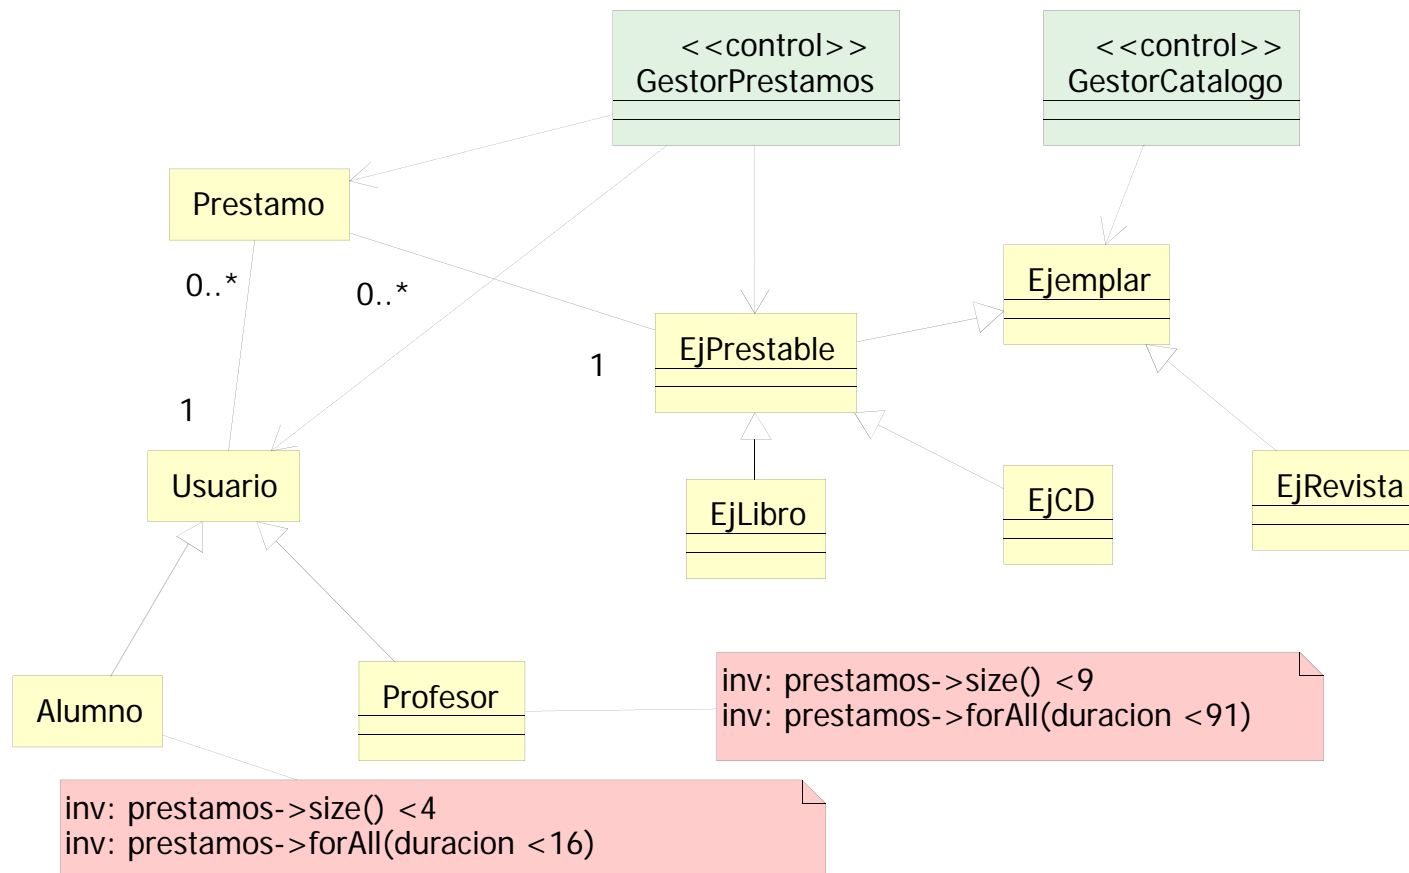 <<control>>
GestorPrestamos
<<control>>
GestorCatalogo
Prestamo
Ejemplar
0..*
0..*
EjPrestable
1
1
Usuario
EjLibro
EjCD
EjRevista
Alumno
Profesor
inv: prestamos->size() <9
inv: prestamos->forAll(duracion <91)
inv: prestamos->size() <4
inv: prestamos->forAll(duracion <16)